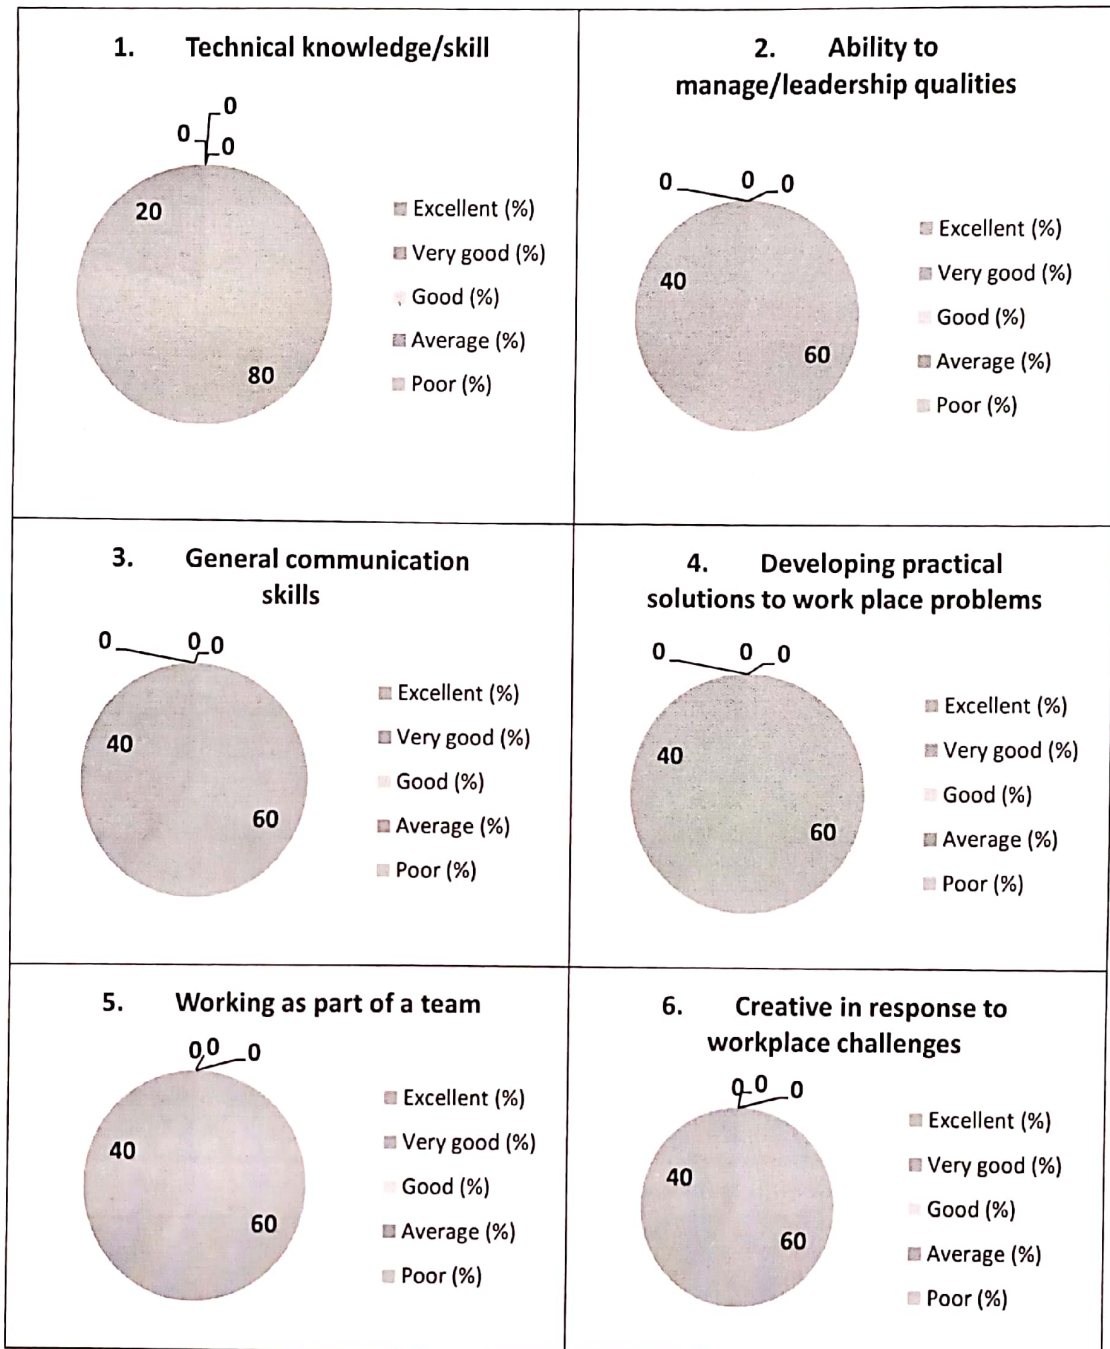 1. Technical knowledge/skill
0
0
0
20
80
Excellent (%)
Very good (%)
Good (%)
Average (%)
Poor (%)
2. Ability to
manage/leadership qualities
0 0 0
40
60
Excellent (%)
Very good (%)
Good (%)
Average (%)
Poor (%)
3. General communication
skills
0 0 0
40
60
Excellent (%)
Very good (%)
Good (%)
Average (%)
Poor (%)
4. Developing practical
solutions to work place problems
0 0 0
40
60
Excellent (%)
Very good (%)
Good (%)
Average (%)
Poor (%)
5. Working as part of a team
0 0 0
40
60
Excellent (%)
Very good (%)
Good (%)
Average (%)
Poor (%)
6. Creative in response to
workplace challenges
0 0 0
40
60
Excellent (%)
Very good (%)
Good (%)
Average (%)
Poor (%)